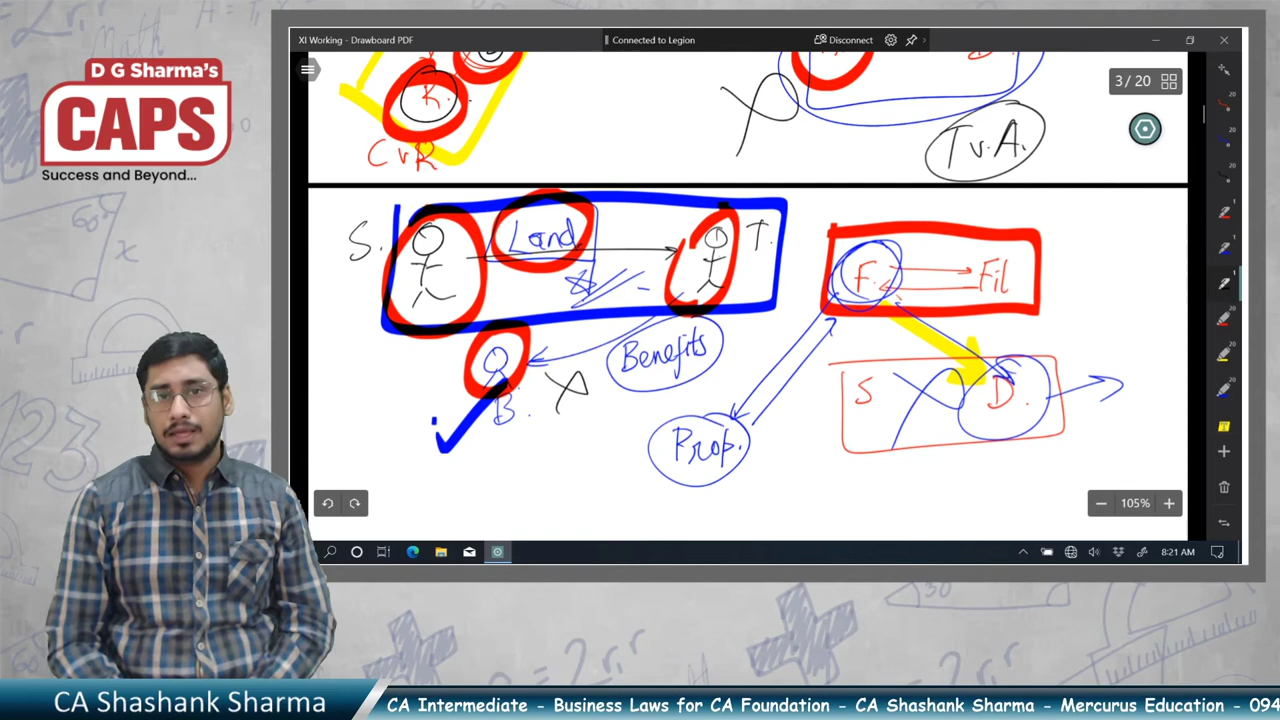 D G Sharma's
CAPS
Success and Beyond...
XI Working - Drawboard PDF
Connected to Legion
Disconnect
3 / 20
R.
C v R
T v. A.
S.
Land
T.
Benefits
B.
F.
Fil
S
D.
Prop.
105%
8:21 AM
CA Shashank Sharma
CA Intermediate - Business Laws for CA Foundation - CA Shashank Sharma - Mercurus Education - 094